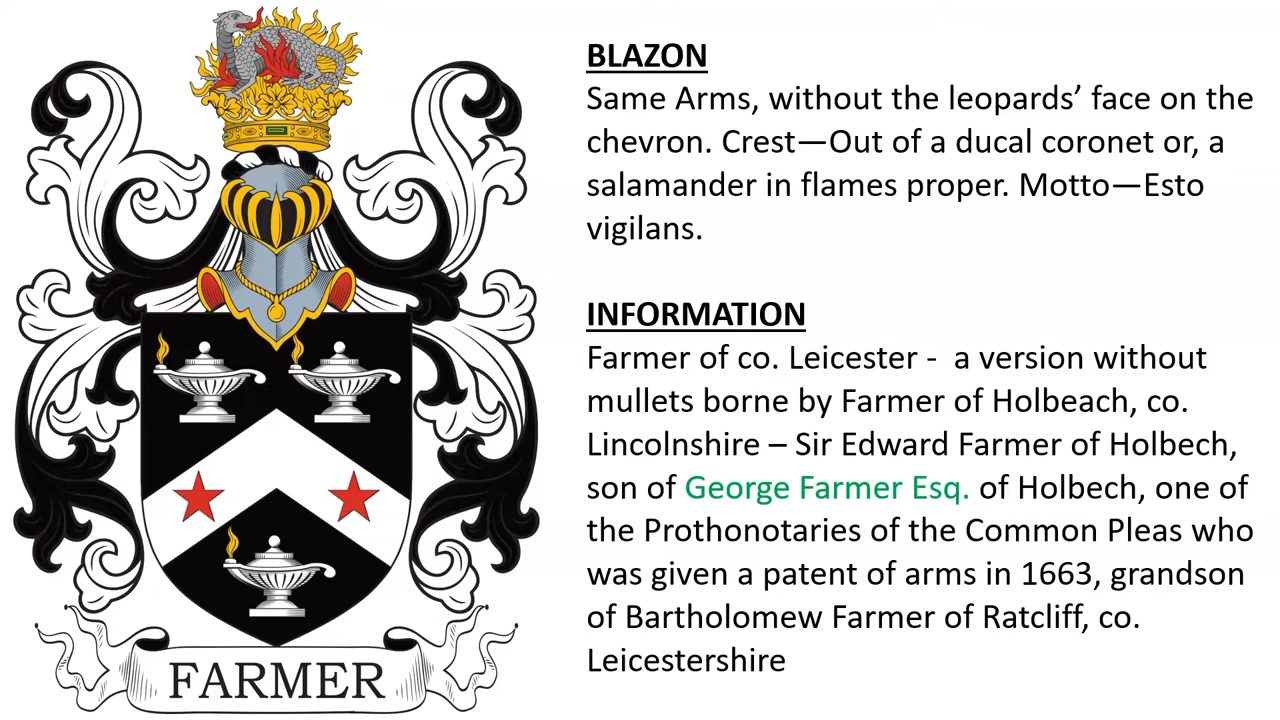 BLAZON
Same Arms, without the leopards’ face on the
chevron. Crest—Out of a ducal coronet or, a
salamander in flames proper. Motto—Esto
vigilans.
INFORMATION
Farmer of co. Leicester -  a version without
mullets borne by Farmer of Holbeach, co.
Lincolnshire – Sir Edward Farmer of Holbech,
son of George Farmer Esq. of Holbech, one of
the Prothonotaries of the Common Pleas who
was given a patent of arms in 1663, grandson
of Bartholomew Farmer of Ratcliff, co.
Leicestershire
FARMER